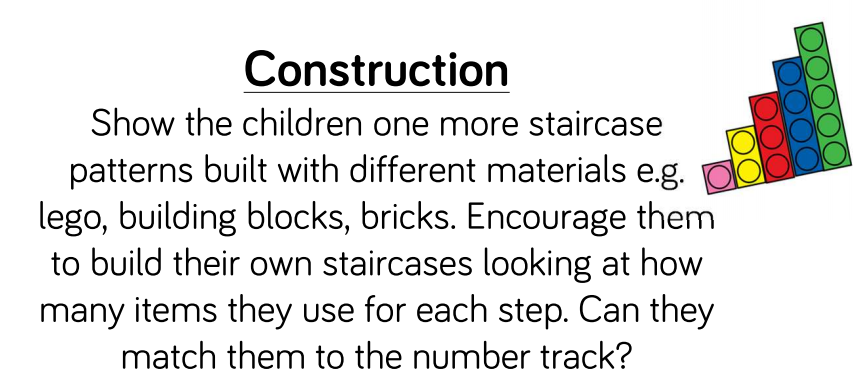 Construction
Show the children one more staircase
patterns built with different materials e.g.
lego, building blocks, bricks. Encourage them
to build their own staircases looking at how
many items they use for each step. Can they
match them to the number track?